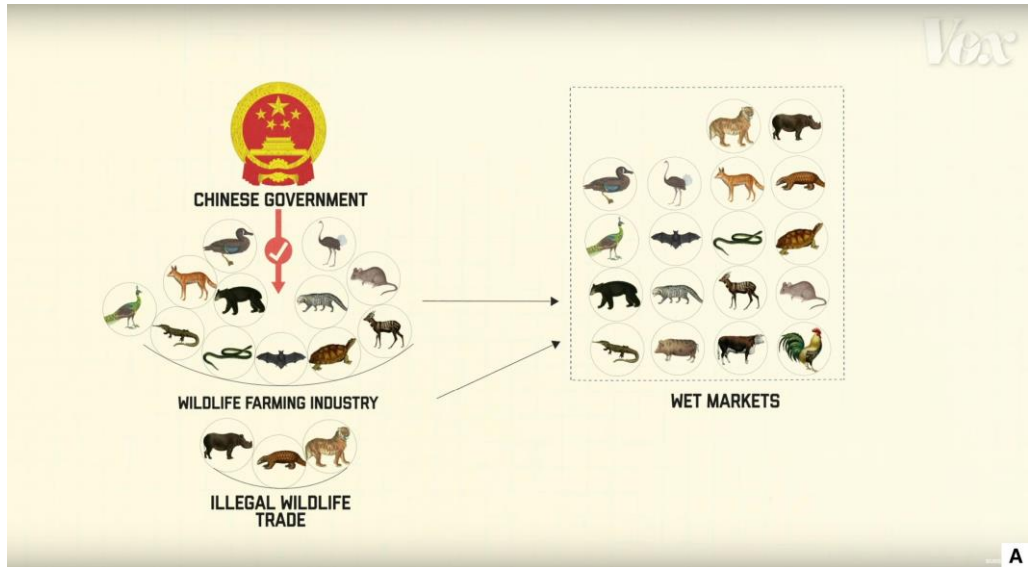 Vox
CHINESE GOVERNMENT
WILDLIFE FARMING INDUSTRY
WET MARKETS
ILLEGAL WILDLIFE
TRADE
A